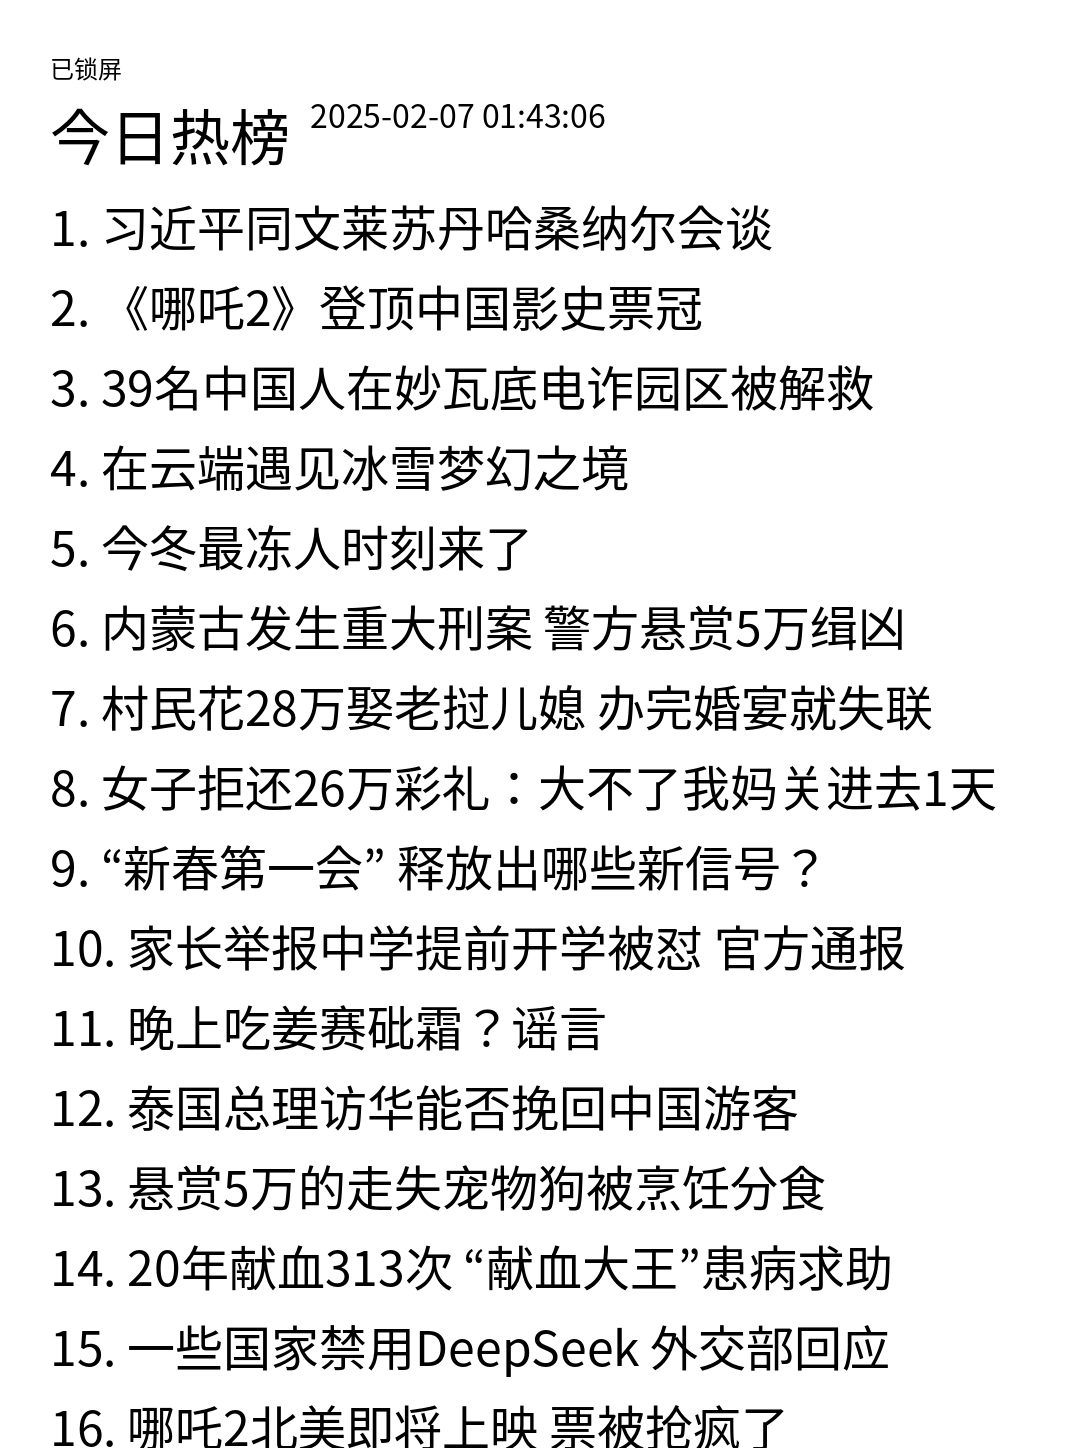 已锁屏
今日热榜 2025-02-07 01:43:06
1. 习近平同文莱苏丹哈桑纳尔会谈
2. 《哪吒2》登顶中国影史票冠
3. 39名中国人在妙瓦底电诈园区被解救
4. 在云端遇见冰雪梦幻之境
5. 今冬最冻人时刻来了
6. 内蒙古发生重大刑案 警方悬赏5万缉凶
7. 村民花28万娶老挝儿媳 办完婚宴就失联
8. 女子拒还26万彩礼：大不了我妈关进去1天
9. “新春第一会” 释放出哪些新信号？
10. 家长举报中学提前开学被怼 官方通报
11. 晚上吃姜赛砒霜？谣言
12. 泰国总理访华能否挽回中国游客
13. 悬赏5万的走失宠物狗被烹饪分食
14. 20年献血313次 “献血大王”患病求助
15. 一些国家禁用DeepSeek 外交部回应
16. 哪吒2北美即将上映 票被抢疯了